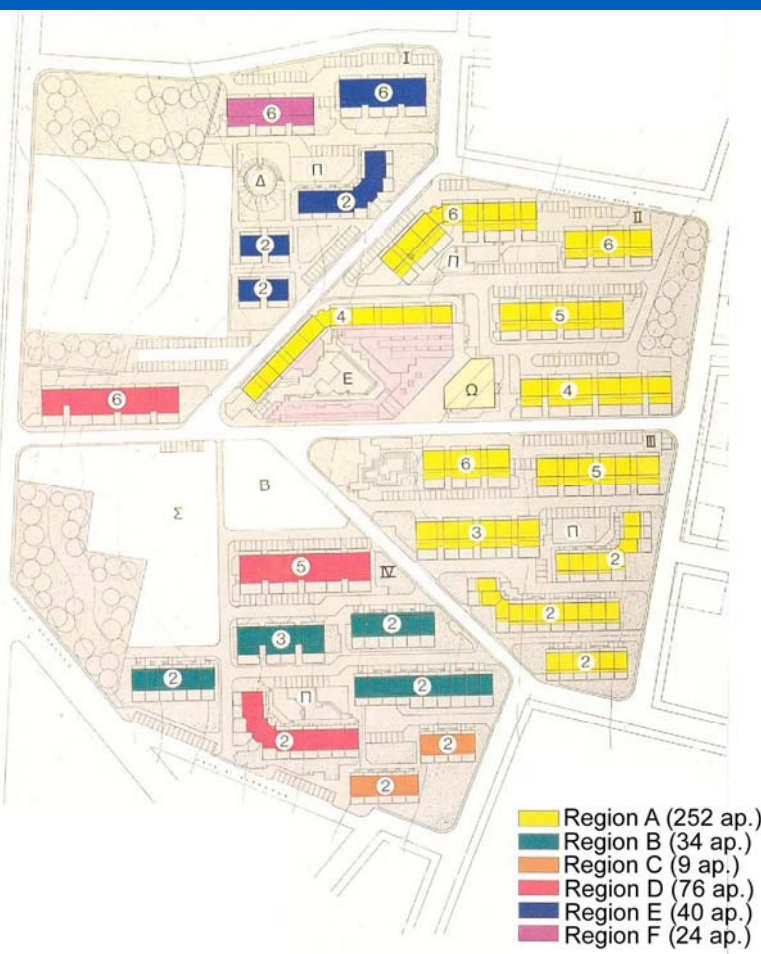 I
6
6
Π
Δ
2
2
2
II
6
6
Π
5
4
4
E
Ω
6
III
6
5
Σ
B
3
Π
2
5
IV
2
2
3
2
2
2
Π
2
2
2
Region A (252 ap.)
Region B (34 ap.)
Region C (9 ap.)
Region D (76 ap.)
Region E (40 ap.)
Region F (24 ap.)